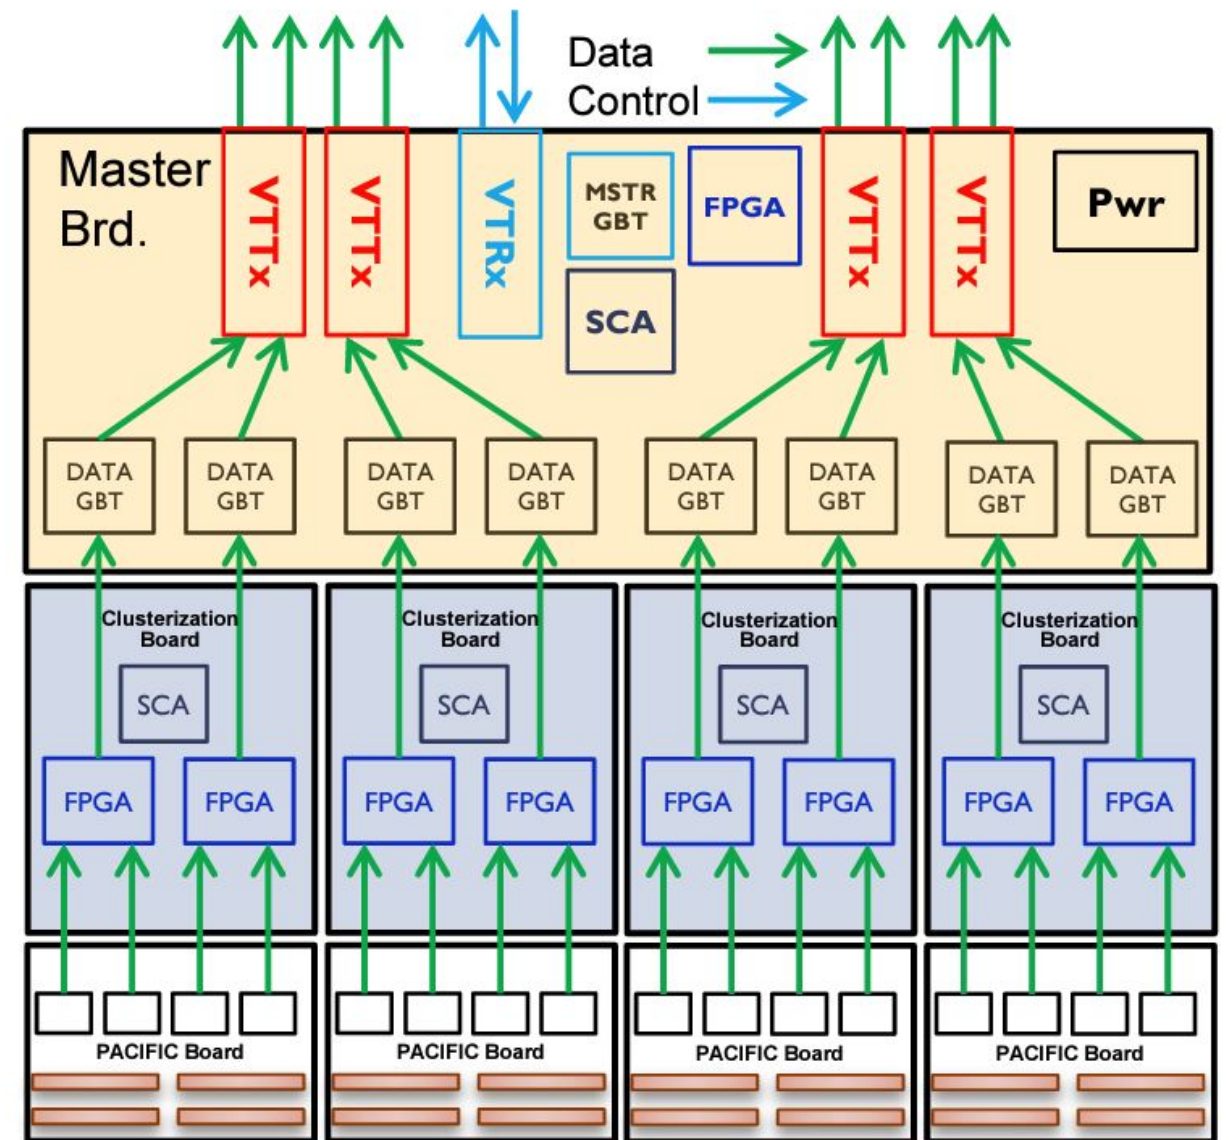 Data
Control
Master
Brd.
VTTx
VTTx
VTRx
MSTR
GBT
FPGA
SCA
VTTx
VTTx
Pwr
DATA
GBT
DATA
GBT
DATA
GBT
DATA
GBT
DATA
GBT
DATA
GBT
DATA
GBT
DATA
GBT
Clusterization
Board
SCA
FPGA
FPGA
Clusterization
Board
SCA
FPGA
FPGA
Clusterization
Board
SCA
FPGA
FPGA
Clusterization
Board
SCA
FPGA
FPGA
PACIFIC Board
PACIFIC Board
PACIFIC Board
PACIFIC Board